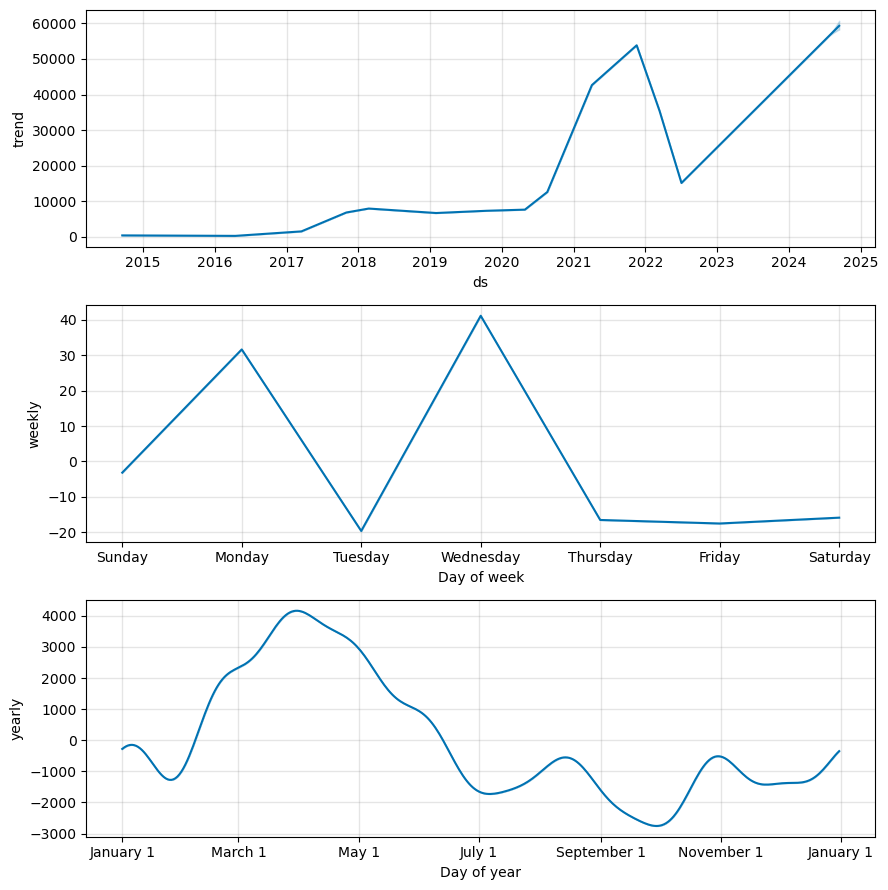 60000
50000
40000
30000
20000
10000
0
trend
2015 2016 2017 2018 2019 2020 2021 2022 2023 2024 2025
ds
40
30
20
10
0
−10
−20
weekly
Sunday Monday Tuesday Wednesday Thursday Friday Saturday
Day of week
4000
3000
2000
1000
0
−1000
−2000
−3000
yearly
January 1 March 1 May 1 July 1 September 1 November 1 January 1
Day of year